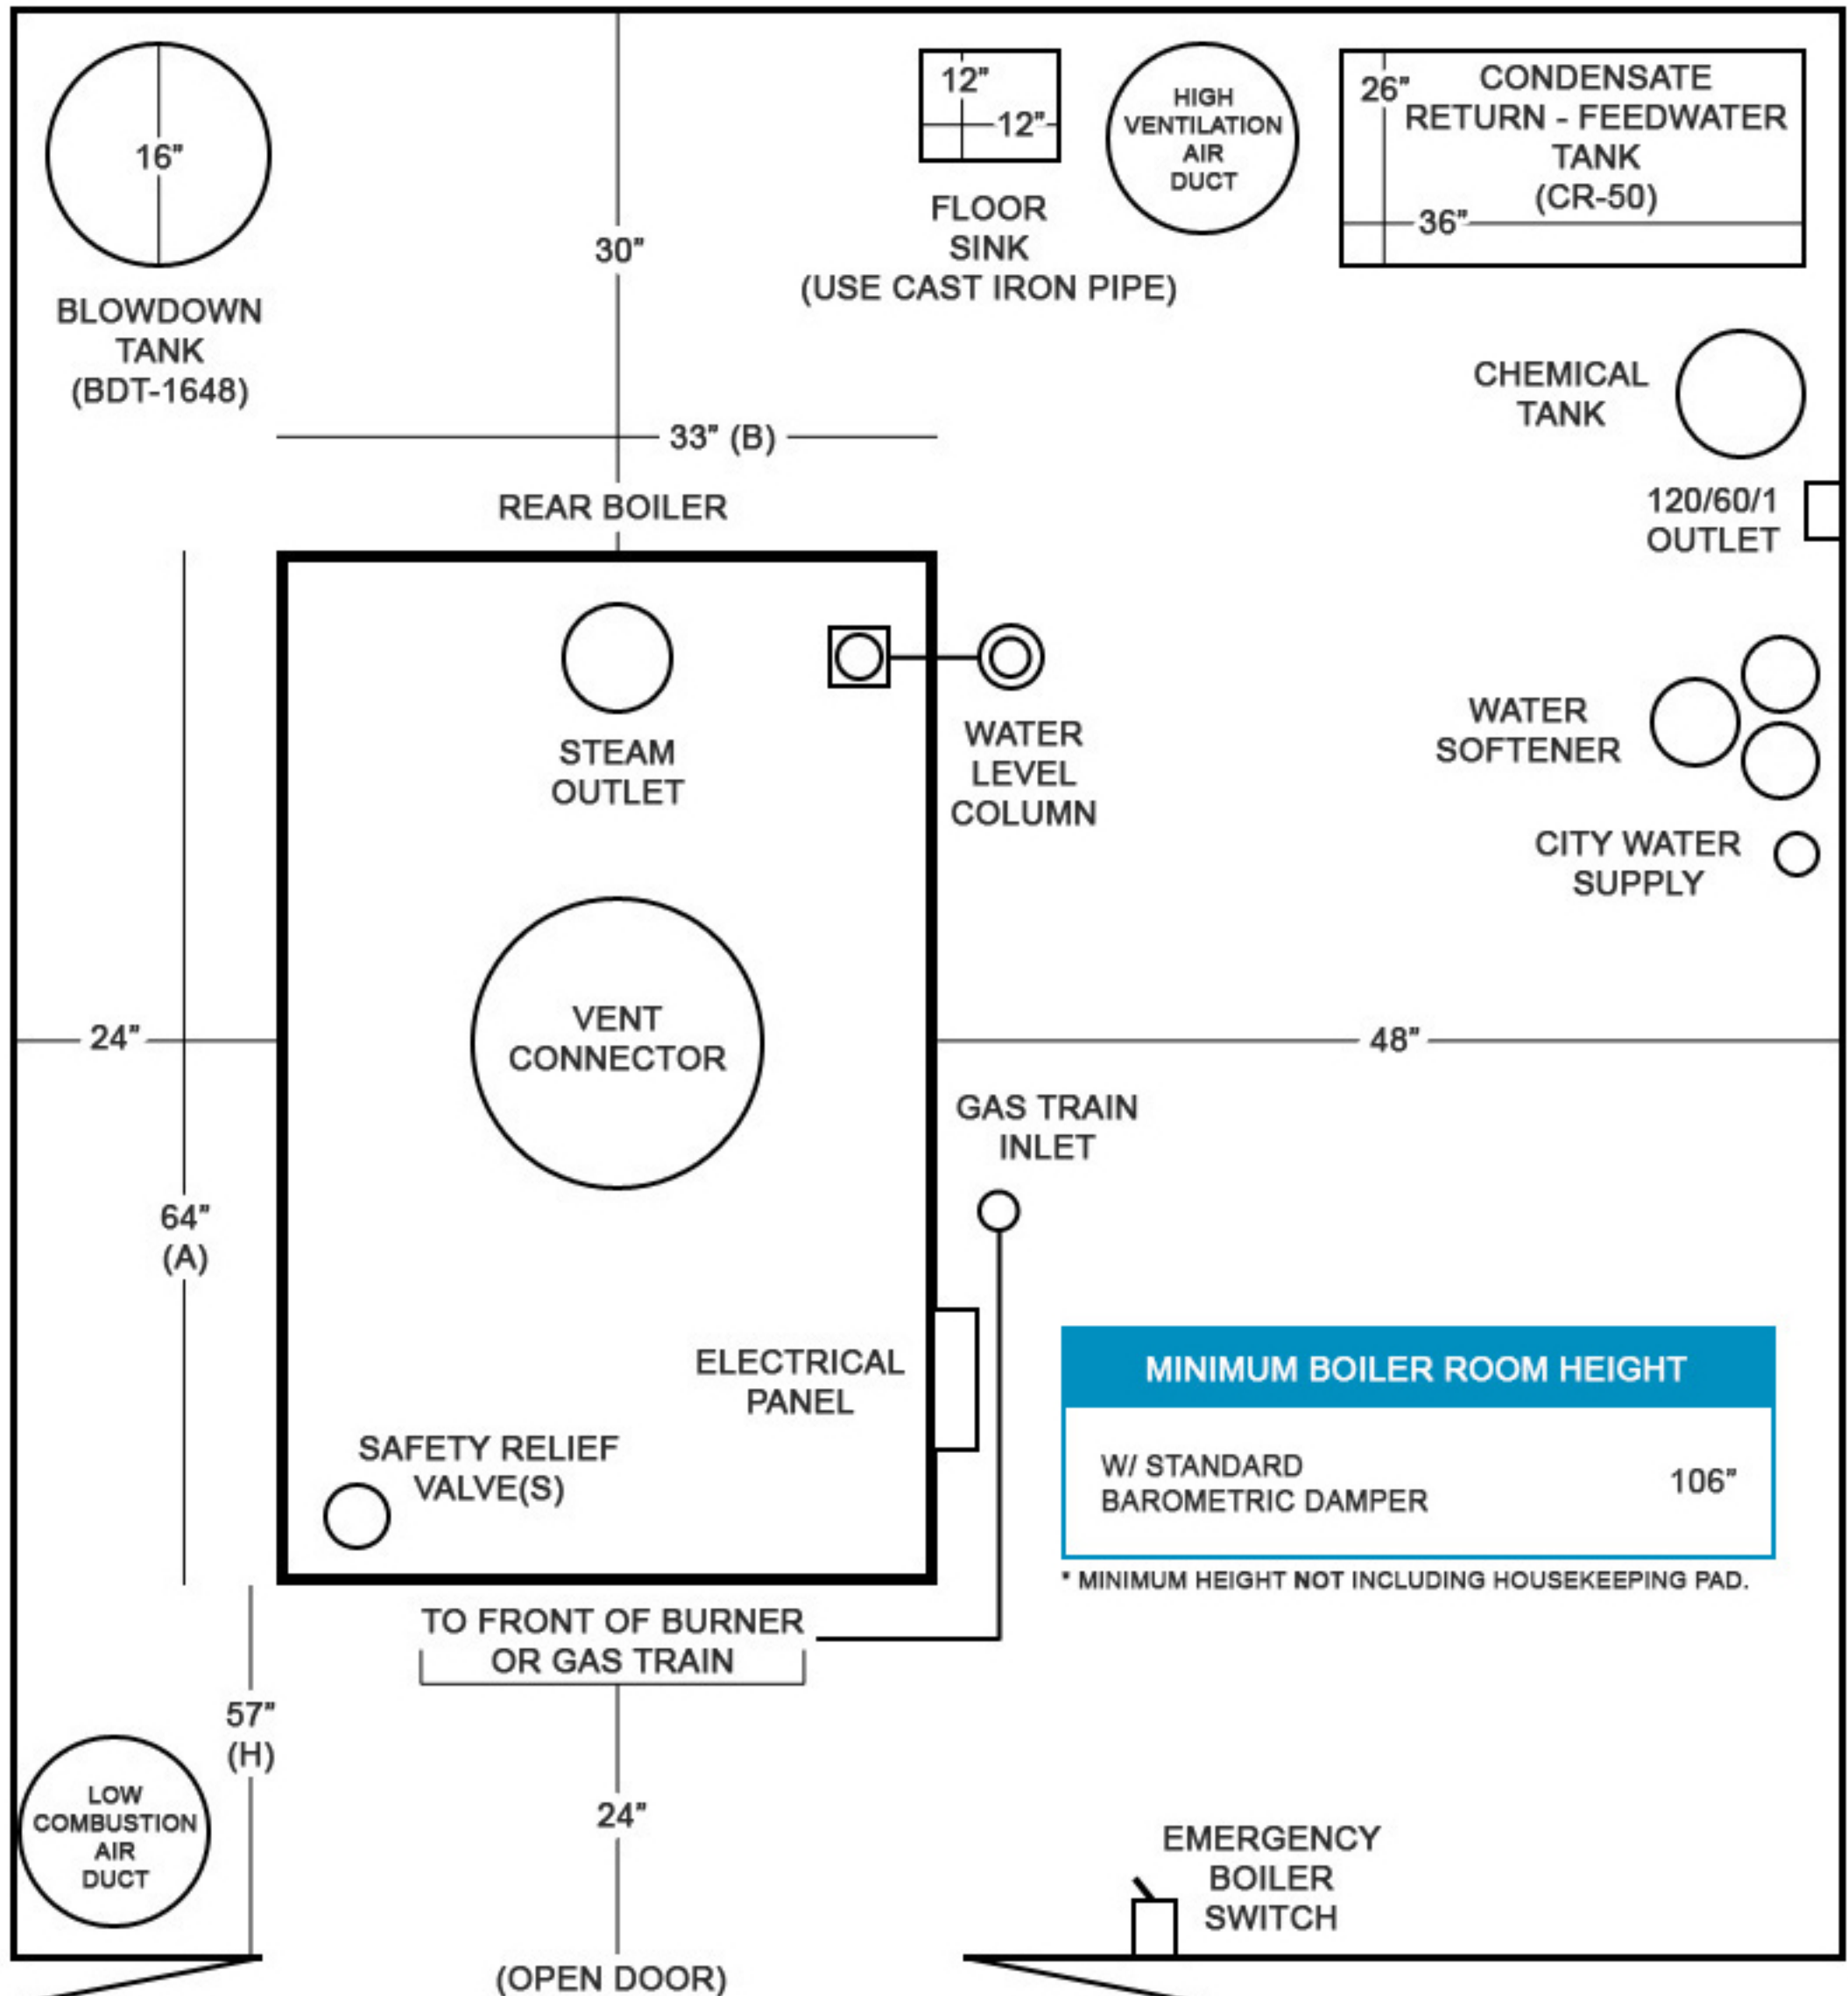 16”
BLOWDOWN
TANK
(BDT-1648)
30”
12”
12”
FLOOR
SINK
(USE CAST IRON PIPE)
HIGH
VENTILATION
AIR
DUCT
26”
CONDENSATE
RETURN - FEEDWATER
TANK
(CR-50)
36”
CHEMICAL
TANK
120/60/1
OUTLET
33” (B)
REAR BOILER
STEAM
OUTLET
WATER
LEVEL
COLUMN
WATER
SOFTENER
CITY WATER
SUPPLY
VENT
CONNECTOR
24”
48”
64”
(A)
GAS TRAIN
INLET
ELECTRICAL
PANEL
SAFETY RELIEF
VALVE(S)
MINIMUM BOILER ROOM HEIGHT
W/ STANDARD
BAROMETRIC DAMPER
106”
* MINIMUM HEIGHT NOT INCLUDING HOUSEKEEPING PAD.
TO FRONT OF BURNER
OR GAS TRAIN
57”
(H)
LOW
COMBUSTION
AIR
DUCT
24”
EMERGENCY
BOILER
SWITCH
(OPEN DOOR)